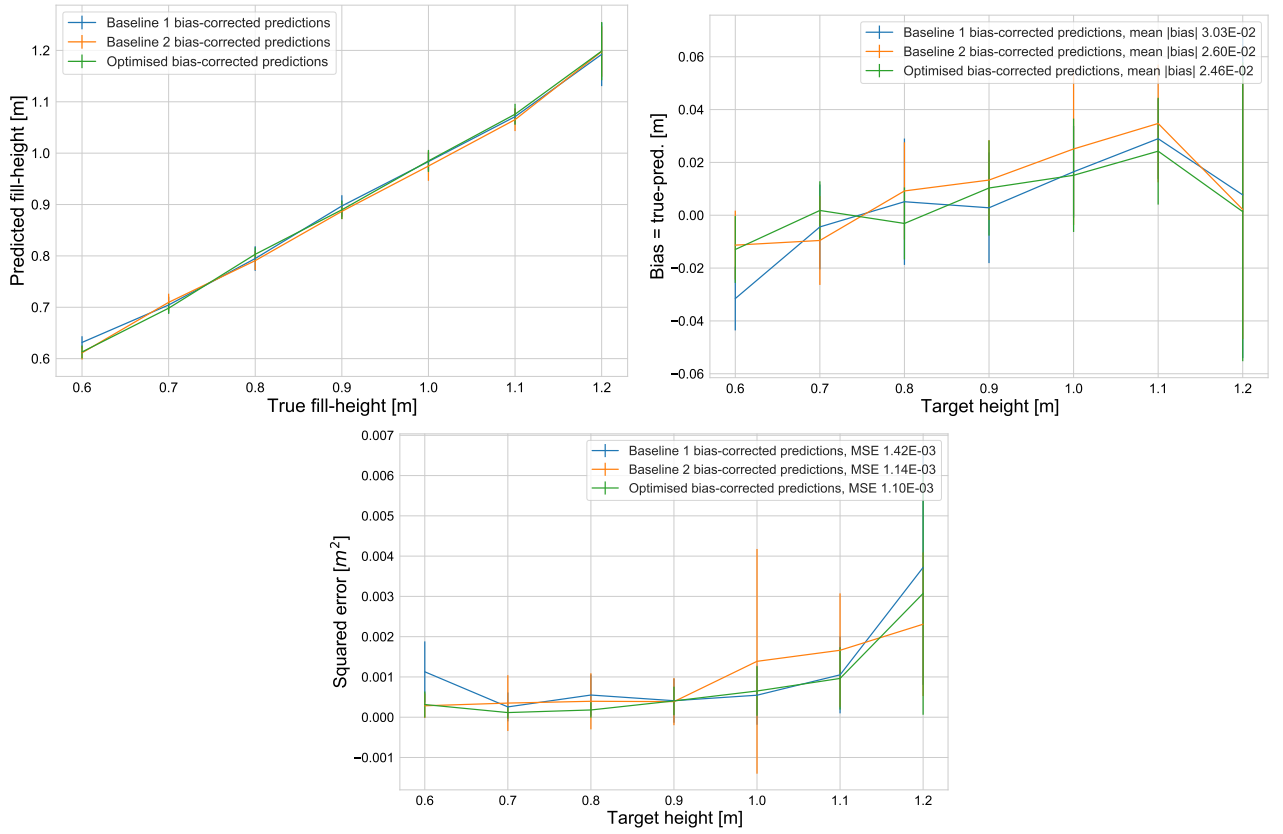 Baseline 1 bias-corrected predictions
Baseline 2 bias-corrected predictions
Optimised bias-corrected predictions
Predicted fill-height [m]
1.2
1.1
1.0
0.9
0.8
0.7
0.6
0.6 0.7 0.8 0.9 1.0 1.1 1.2
True fill-height [m]
Baseline 1 bias-corrected predictions, mean |bias| 3.03E-02
Baseline 2 bias-corrected predictions, mean |bias| 2.60E-02
Optimised bias-corrected predictions, mean |bias| 2.46E-02
Bias = true-pred. [m]
0.06
0.04
0.02
0.00
−0.02
−0.04
−0.06
0.6 0.7 0.8 0.9 1.0 1.1 1.2
Target height [m]
Baseline 1 bias-corrected predictions, MSE 1.42E-03
Baseline 2 bias-corrected predictions, MSE 1.14E-03
Optimised bias-corrected predictions, MSE 1.10E-03
Squared error [m²]
0.007
0.006
0.005
0.004
0.003
0.002
0.001
0.000
−0.001
0.6 0.7 0.8 0.9 1.0 1.1 1.2
Target height [m]